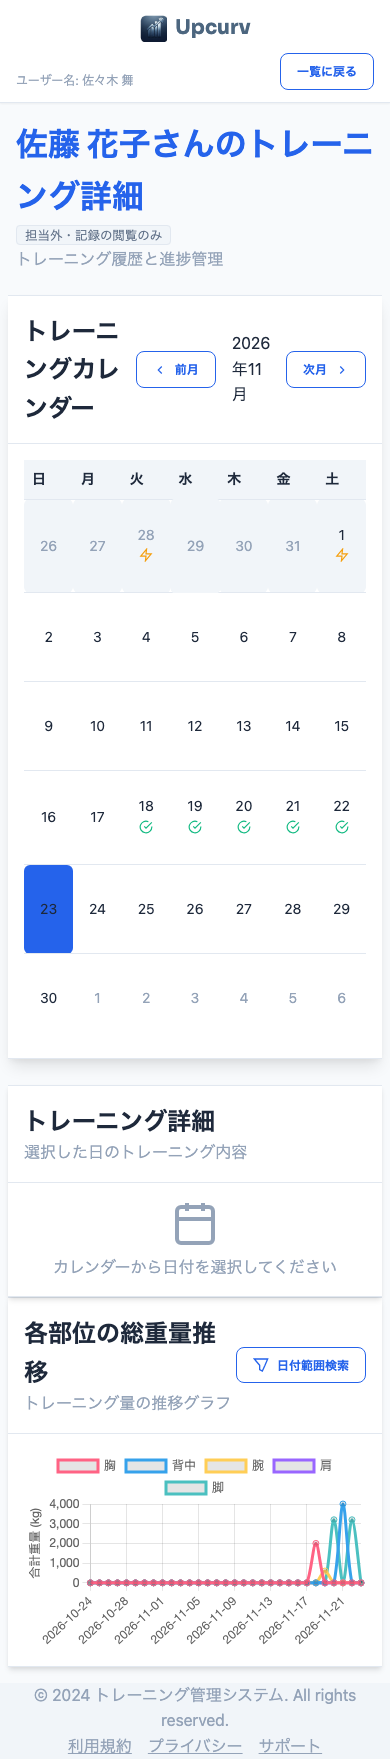 Upcurv
ユーザー名: 佐々木 舞
一覧に戻る
佐藤 花子さんのトレーニ
ング詳細
担当外・記録の閲覧のみ
トレーニング履歴と進捗管理
トレーニ
ングカレ
ンダー
前月
2026
年11
月
次月
日 月 火 水 木 金 土
26 27 28 29 30 31 1
2 3 4 5 6 7 8
9 10 11 12 13 14 15
16 17 18 19 20 21 22
23 24 25 26 27 28 29
30 1 2 3 4 5 6
トレーニング詳細
選択した日のトレーニング内容
カレンダーから日付を選択してください
各部位の総重量推
移
日付範囲検索
トレーニング量の推移グラフ
胸 背中 腕 肩
脚
合計重量 (kg)
4,000
3,000
2,000
1,000
0
2026-10-24 2026-10-28 2026-11-01 2026-11-05 2026-11-09 2026-11-13 2026-11-17 2026-11-21
© 2024 トレーニング管理システム. All rights
reserved.
利用規約 プライバシー サポート